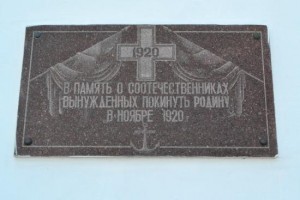 1920
В ПАМЯТЬ О СООТЕЧЕСТВЕННИКАХ
ВЫНУЖДЕННЫХ ПОКИНУТЬ РОДИНУ
В НОЯБРЕ 1920 г.